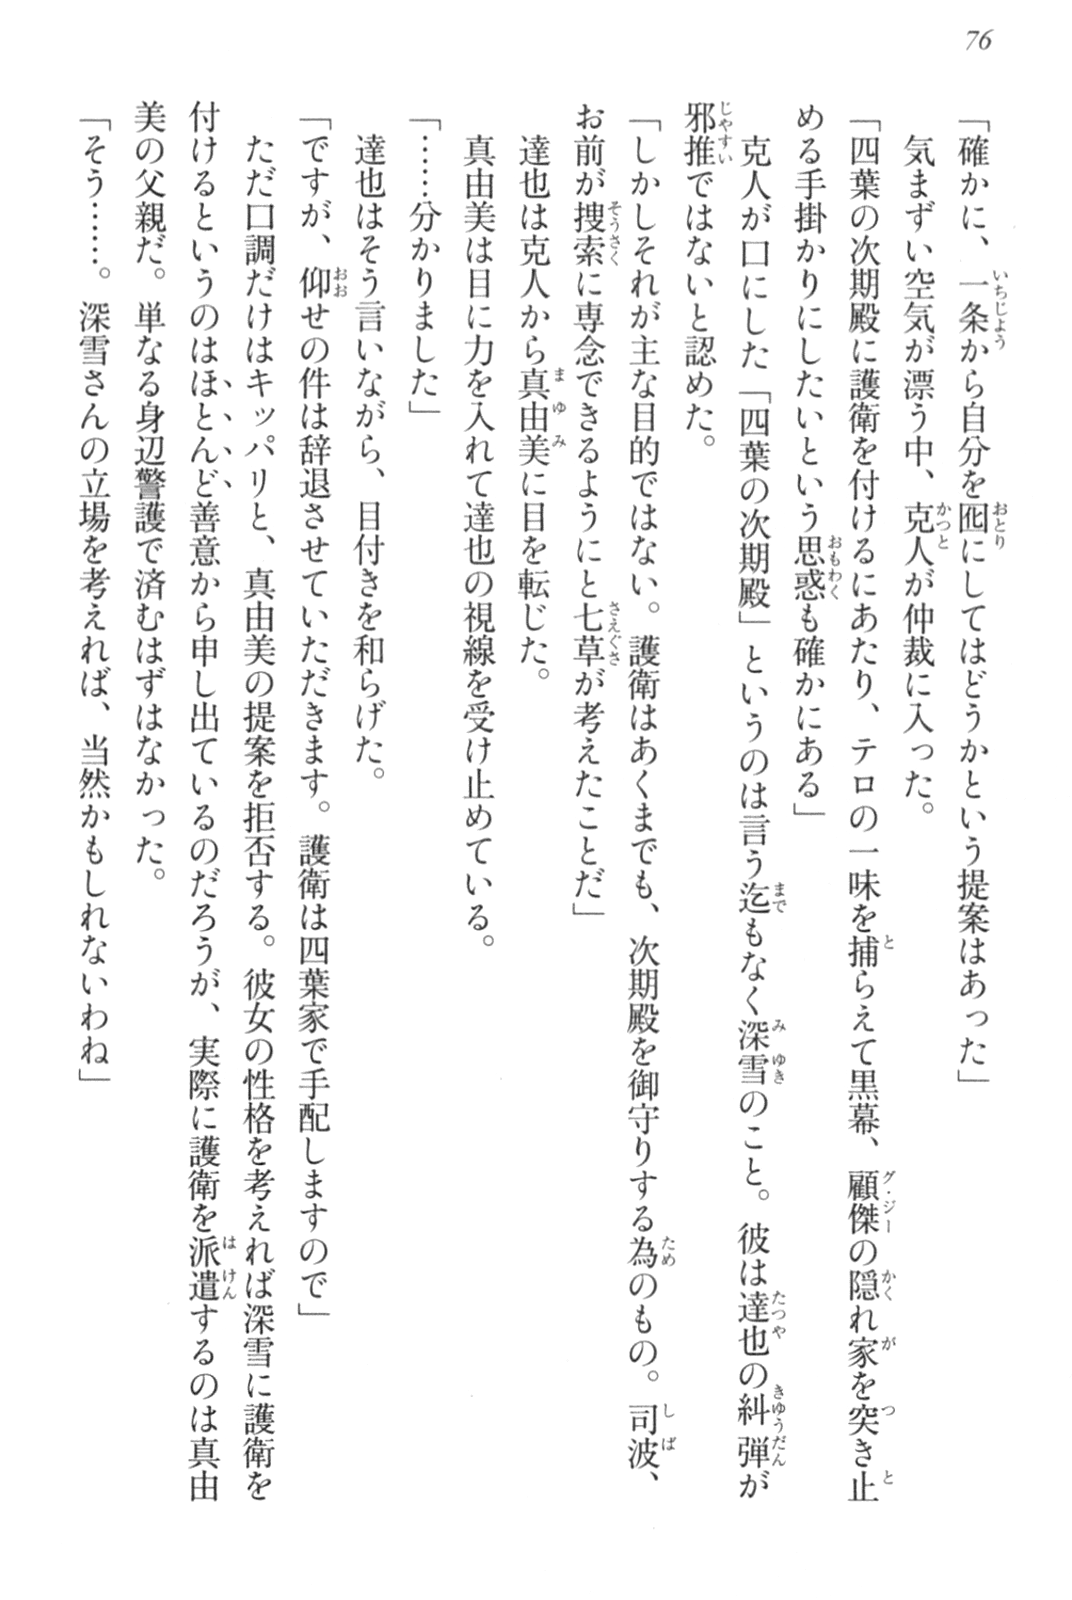 76
「確かに、一条から自分を囮にしてはどうかという提案はあった」
気まずい空気が漂う中、克人が仲裁に入った。
「四葉の次期殿に護衛を付けるにあたり、テロの一味を捕らえて黒幕、顧傑の隠れ家を突き止
める手掛かりにしたいという思惑も確かにある」
克人が口にした「四葉の次期殿」というのは言う迄もなく深雪のこと。彼は達也の糾弾が
邪推ではないと認めた。
「しかしそれが主な目的ではない。護衛はあくまでも、次期殿を御守りする為のもの。司波、
お前が捜索に専念できるようにと七草が考えたことだ」
達也は克人から真由美に目を転じた。
真由美は目に力を入れて達也の視線を受け止めている。
「……分かりました」
達也はそう言いながら、目付きを和らげた。
「ですが、仰せの件は辞退させていただきます。護衛は四葉家で手配しますので」
ただ口調だけはキッパリと、真由美の提案を拒否する。彼女の性格を考えれば深雪に護衛を
付けるというのはほとんど善意から申し出ているのだろうが、実際に護衛を派遣するのは真由
美の父親だ。単なる身辺警護で済むはずはなかった。
「そう……。深雪さんの立場を考えれば、当然かもしれないわね」